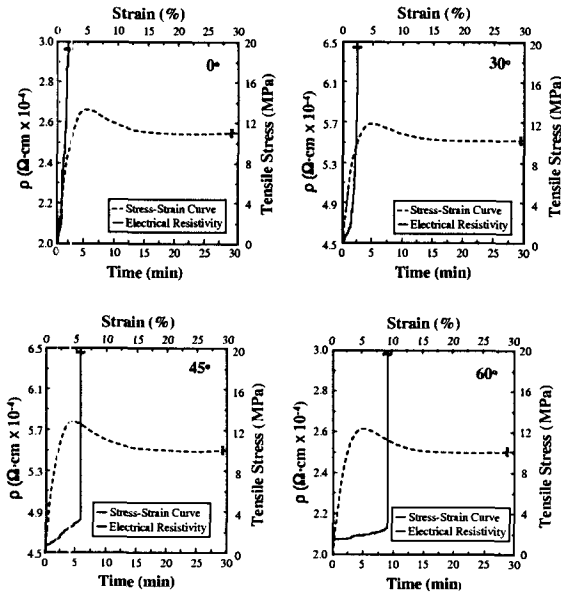 Strain (%)
0 5 10 15 20 25 29
3.0 2.8 2.6 2.4 2.2 2.0
ρ (Ω·cm x 10⁻⁴)
0°
20 16 12 8 4 0
Tensile Stress (MPa)
Stress-Strain Curve
Electrical Resistivity
0 5 10 15 20 25 30
Time (min)
Strain (%)
0 5 10 15 20 25 29
6.5 6.1 5.7 5.3 4.9 4.5
ρ (Ω·cm x 10⁻⁴)
30°
20 16 12 8 4 0
Tensile Stress (MPa)
Stress-Strain Curve
Electrical Resistivity
0 5 10 15 20 25 30
Time (min)
Strain (%)
0 5 10 15 20 25 29
6.5 6.1 5.7 5.3 4.9 4.5
ρ (Ω·cm x 10⁻⁴)
45°
20 16 12 8 4 0
Tensile Stress (MPa)
Stress-Strain Curve
Electrical Resistivity
0 5 10 15 20 25 30
Time (min)
Strain (%)
0 5 10 15 20 25 29
3.0 2.8 2.6 2.4 2.2 2.0
ρ (Ω·cm x 10⁻⁴)
60°
20 16 12 8 4 0
Tensile Stress (MPa)
Stress-Strain Curve
Electrical Resistivity
0 5 10 15 20 25 30
Time (min)